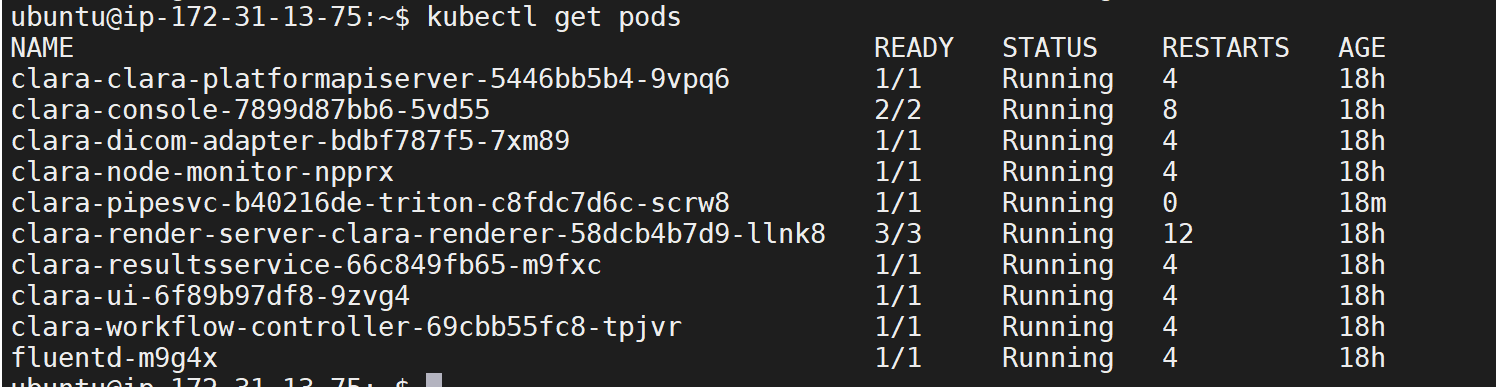 ubuntu@ip-172-31-13-75:~$ kubectl get pods
NAME READY STATUS RESTARTS AGE
clara-clara-platformapiserver-5446bb5b4-9vpq6 1/1 Running 4 18h
clara-console-7899d87bb6-5vd55 2/2 Running 8 18h
clara-dicom-adapter-bdbf787f5-7xm89 1/1 Running 4 18h
clara-node-monitor-npprx 1/1 Running 4 18h
clara-pipesvc-b40216de-triton-c8fdc7d6c-scrw8 1/1 Running 0 18m
clara-render-server-clara-renderer-58dcb4b7d9-llnk8 3/3 Running 12 18h
clara-resultsservice-66c849fb65-m9fxc 1/1 Running 4 18h
clara-ui-6f89b97df8-9zvg4 1/1 Running 4 18h
clara-workflow-controller-69cbb55fc8-tpjvr 1/1 Running 4 18h
fluentd-m9g4x 1/1 Running 4 18h
ubuntu@ip-172-31-13-75:~$